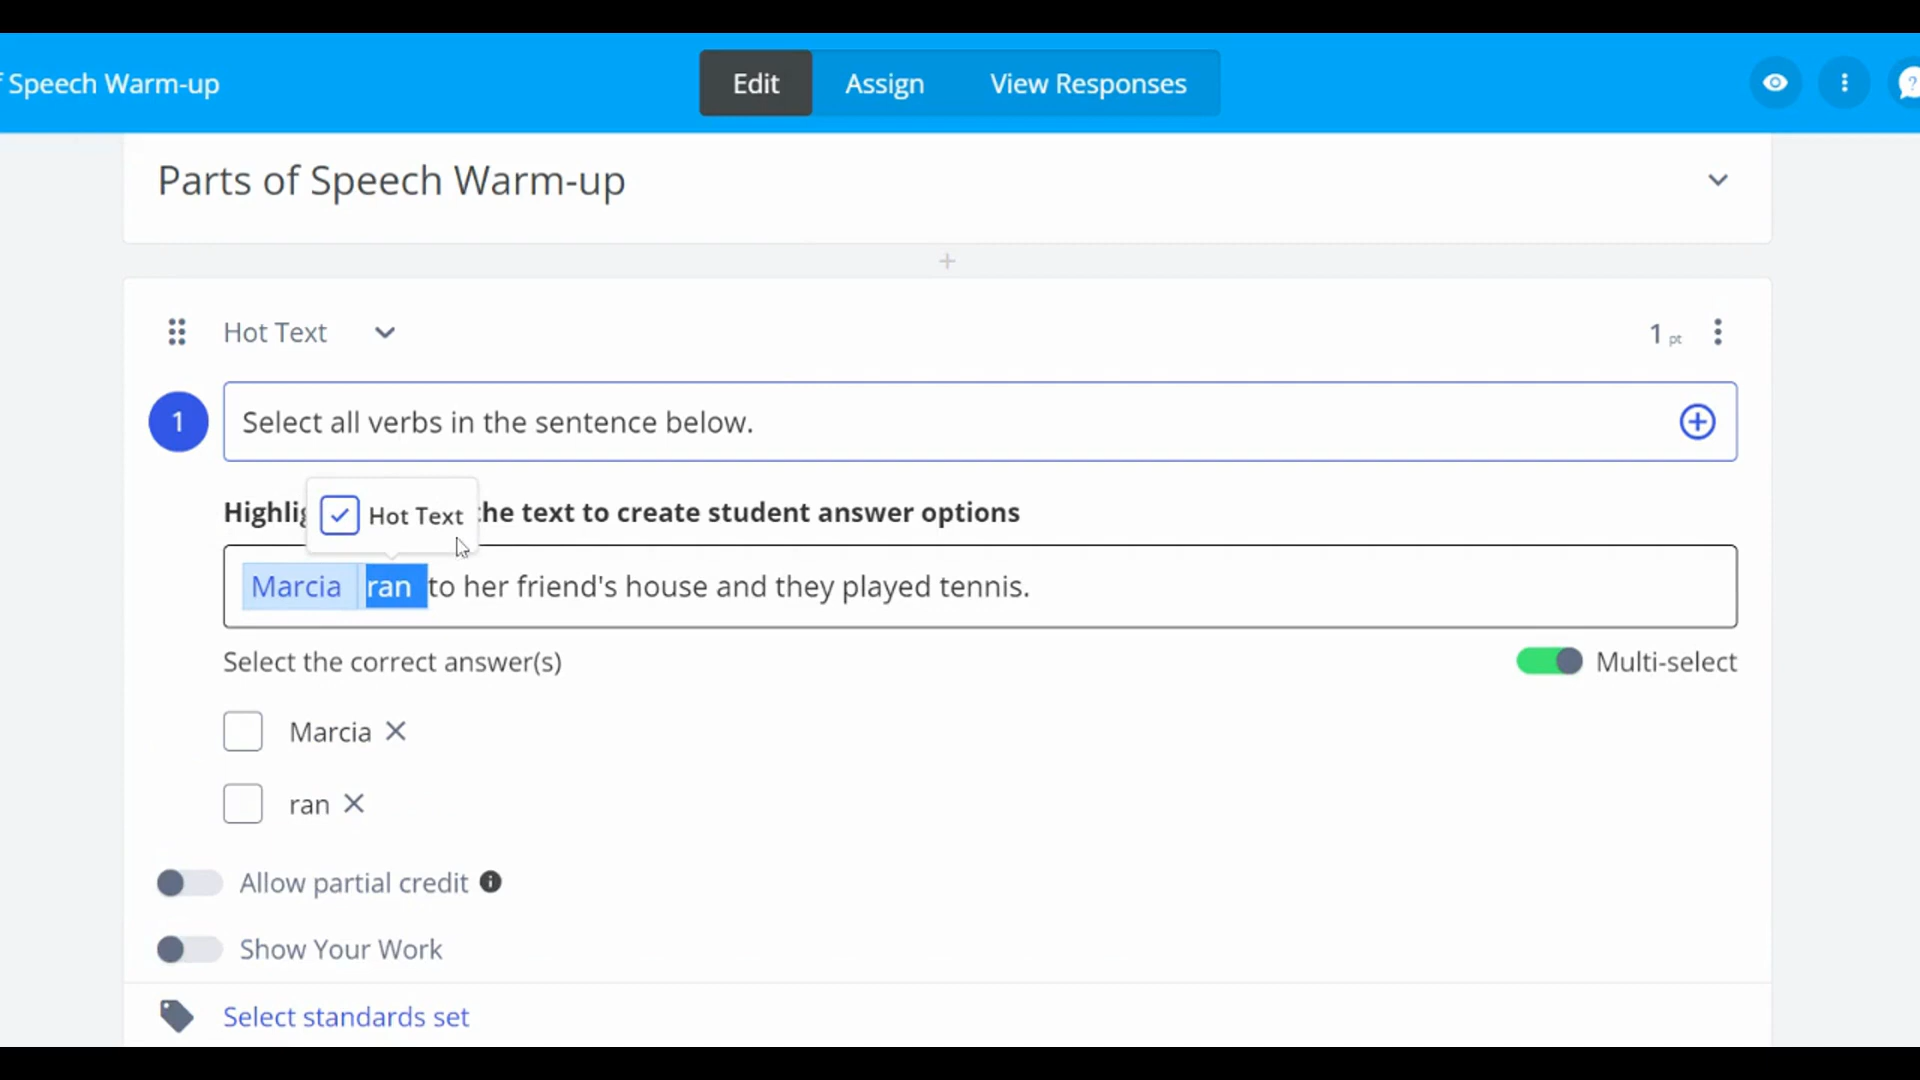 Speech Warm-up
Edit
Assign
View Responses
?
Parts of Speech Warm-up
+
Hot Text
1 pt
1
Select all verbs in the sentence below.
Highlig
Hot Text
the text to create student answer options
Marcia ran to her friend's house and they played tennis.
Select the correct answer(s)
Multi-select
Marcia
ran
Allow partial credit
Show Your Work
Select standards set